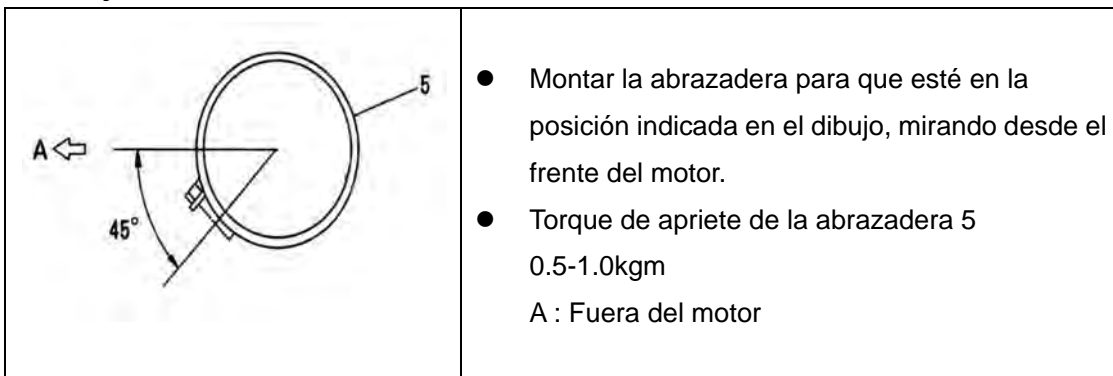 5
A
45°
● Montar la abrazadera para que esté en la
posición indicada en el dibujo, mirando desde el
frente del motor.
● Torque de apriete de la abrazadera 5
0.5-1.0kgm
A : Fuera del motor